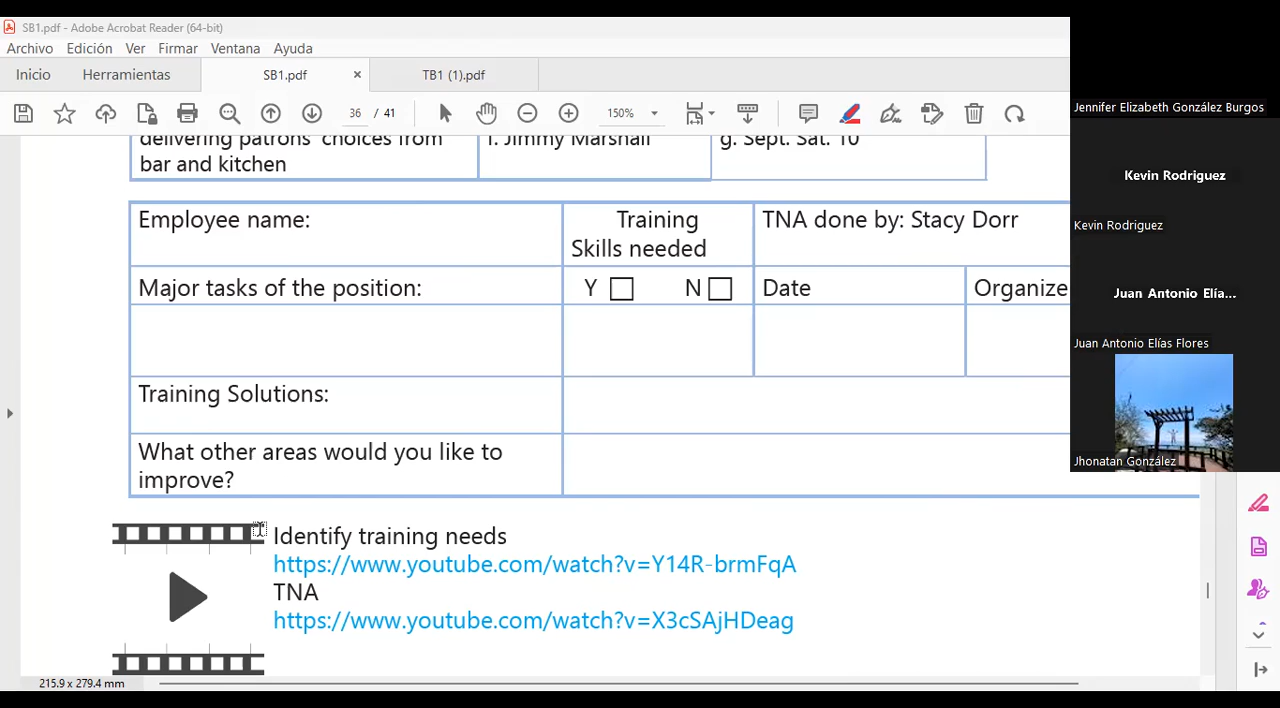 SB1.pdf - Adobe Acrobat Reader (64-bit)
Archivo Edición Ver Firmar Ventana Ayuda
Inicio Herramientas SB1.pdf × TB1 (1).pdf
36 / 41 150%
delivering patrons' choices from
bar and kitchen
f. Jimmy Marshall
g. Sept. Sat. 10
Employee name:
Training
Skills needed
TNA done by: Stacy Dorr
Major tasks of the position:
Y N
Date
Organize
Training Solutions:
What other areas would you like to
improve?
Identify training needs
https://www.youtube.com/watch?v=Y14R-brmFqA
TNA
https://www.youtube.com/watch?v=X3cSAjHDeag
215.9 x 279.4 mm
Jennifer Elizabeth González Burgos
Kevin Rodriguez
Kevin Rodriguez
Juan Antonio Elía...
Juan Antonio Elías Flores
Jhonatan González